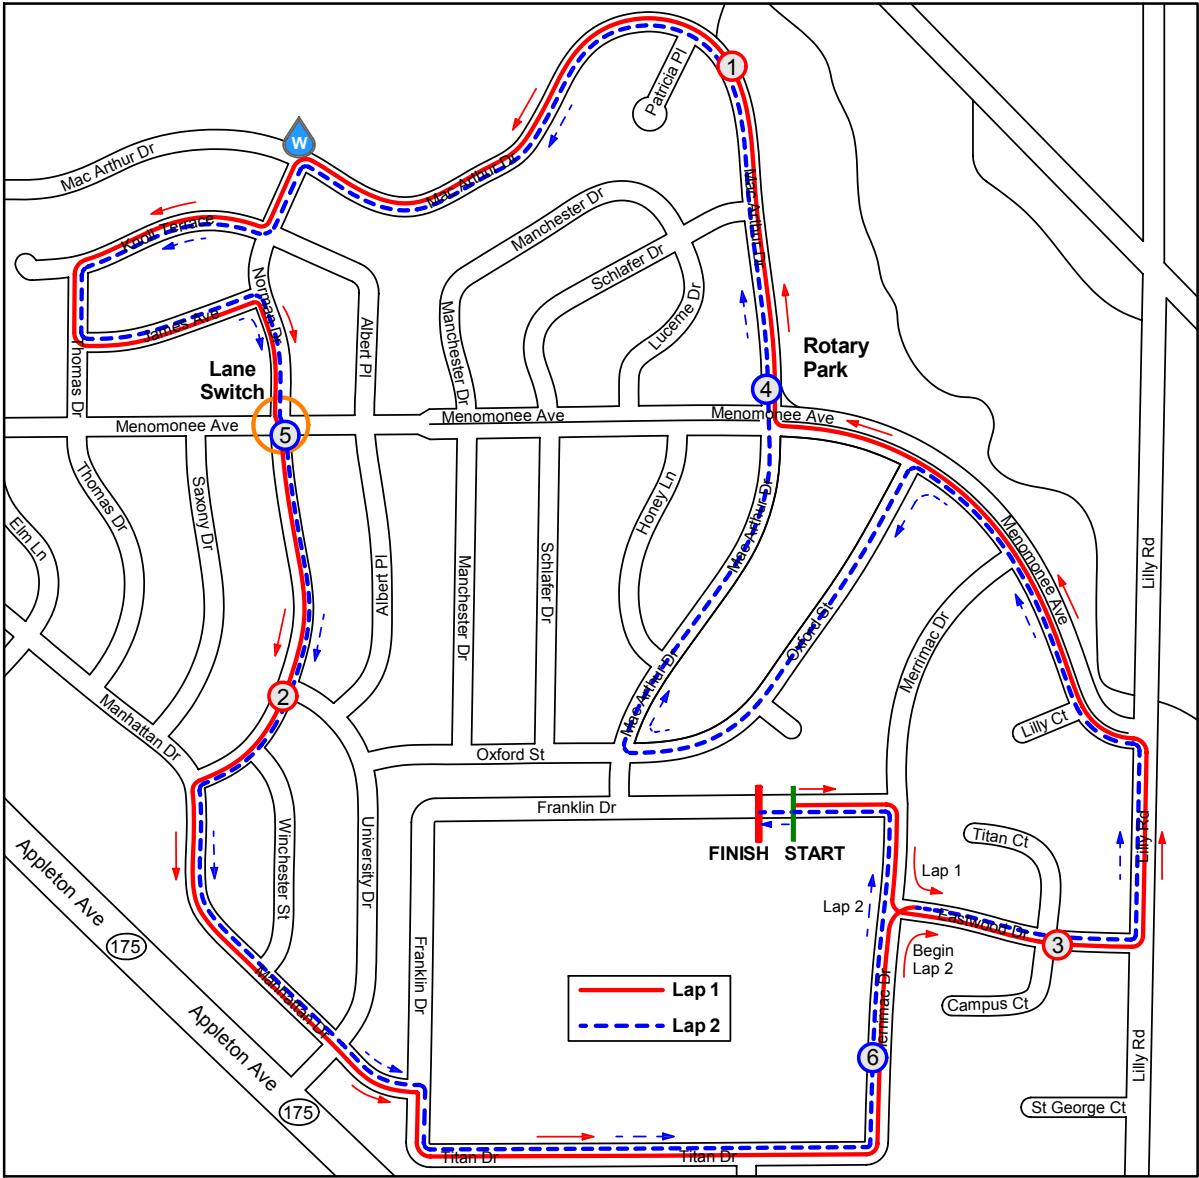 Patricia Pl
1
W
Mac Arthur Dr
Mac Arthur Dr
Mac Arthur Dr
Knoll Terrace
Manchester Dr
Schlafer Dr
Lucerne Dr
Manchester Dr
Norman Dr
James Ave
Albert Pl
Thomas Dr
Lane
Switch
Rotary
Park
4
Menomonee Ave
Menomonee Ave
Menomonee Ave
5
Thomas Dr
Saxony Dr
Elm Ln
Honey Ln
Mac Arthur Dr
Menomonee Ave
Lilly Rd
Albert Pl
Manchester Dr
Schlafer Dr
Oxford St
Merrimac Dr
Mac Arthur Dr
2
Manhattan Dr
Lilly Ct
Oxford St
Franklin Dr
FINISH
START
Winchester St
University Dr
Titan Ct
Lilly Rd
Lap 1
Lap 2
Eastwood Dr
3
Begin
Lap 2
Appleton Ave
175
Franklin Dr
Manhattan Dr
Merrimac Dr
Campus Ct
Lap 1
Lap 2
Appleton Ave
175
6
Lilly Rd
St George Ct
Titan Dr
Titan Dr